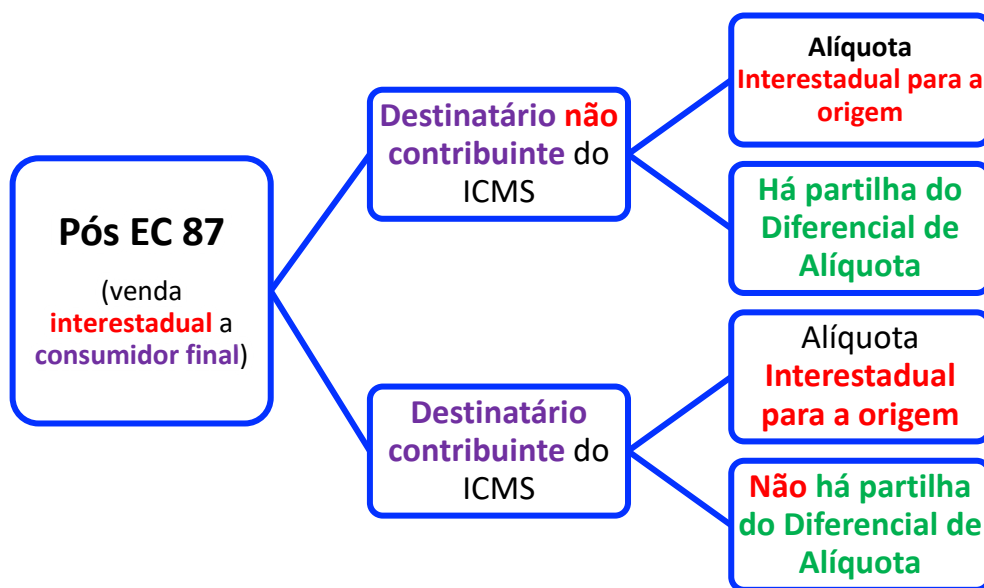 Pós EC 87
(venda
interestadual a
consumidor final)
Destinatário não
contribuinte do
ICMS
Alíquota
Interestadual para a
origem
Há partilha do
Diferencial de
Alíquota
Destinatário
contribuinte do
ICMS
Alíquota
Interestadual
para a origem
Não há partilha
do Diferencial de
Alíquota